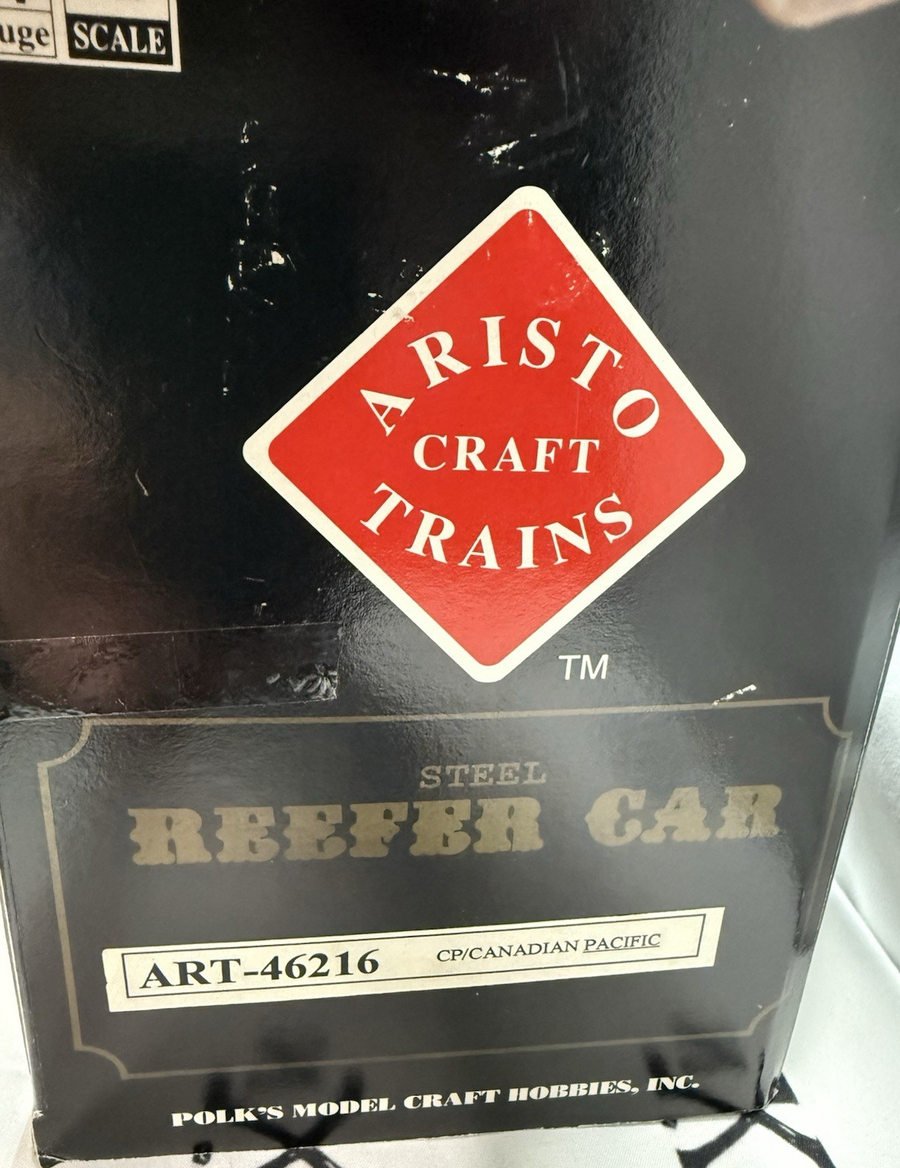 uge SCALE
ARISTO
CRAFT
TRAINS
TM
STEEL
REEFER CAR
ART-46216 CP/CANADIAN PACIFIC
POLK'S MODEL CRAFT HOBBIES, INC.